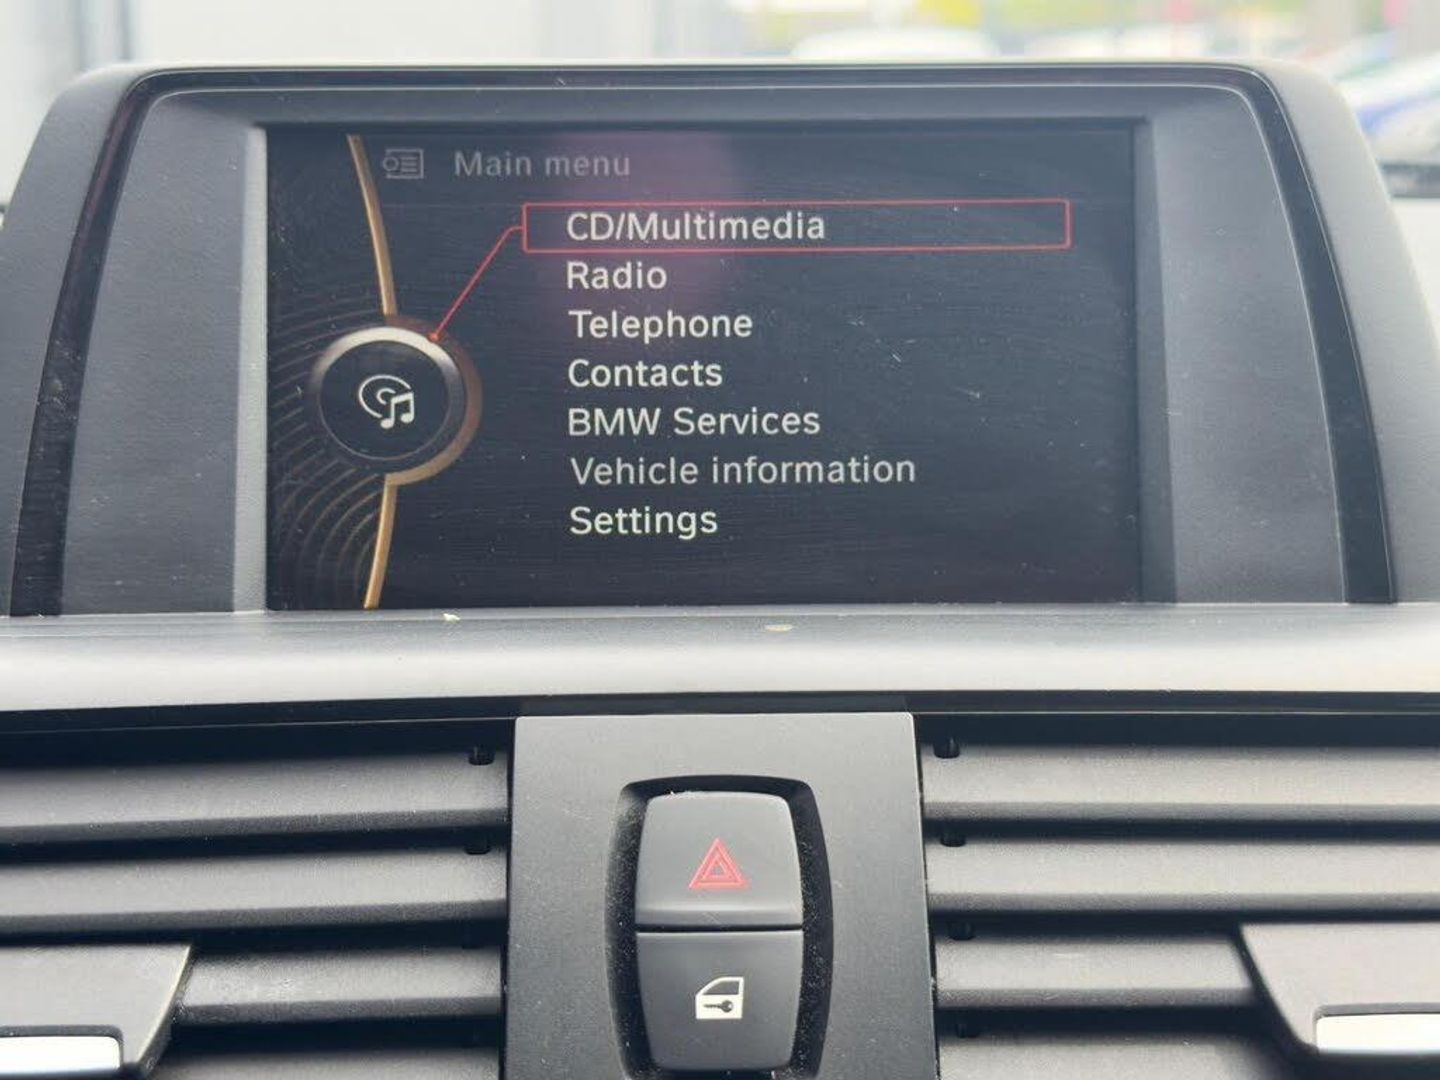 Main menu
CD/Multimedia
Radio
Telephone
Contacts
BMW Services
Vehicle information
Settings